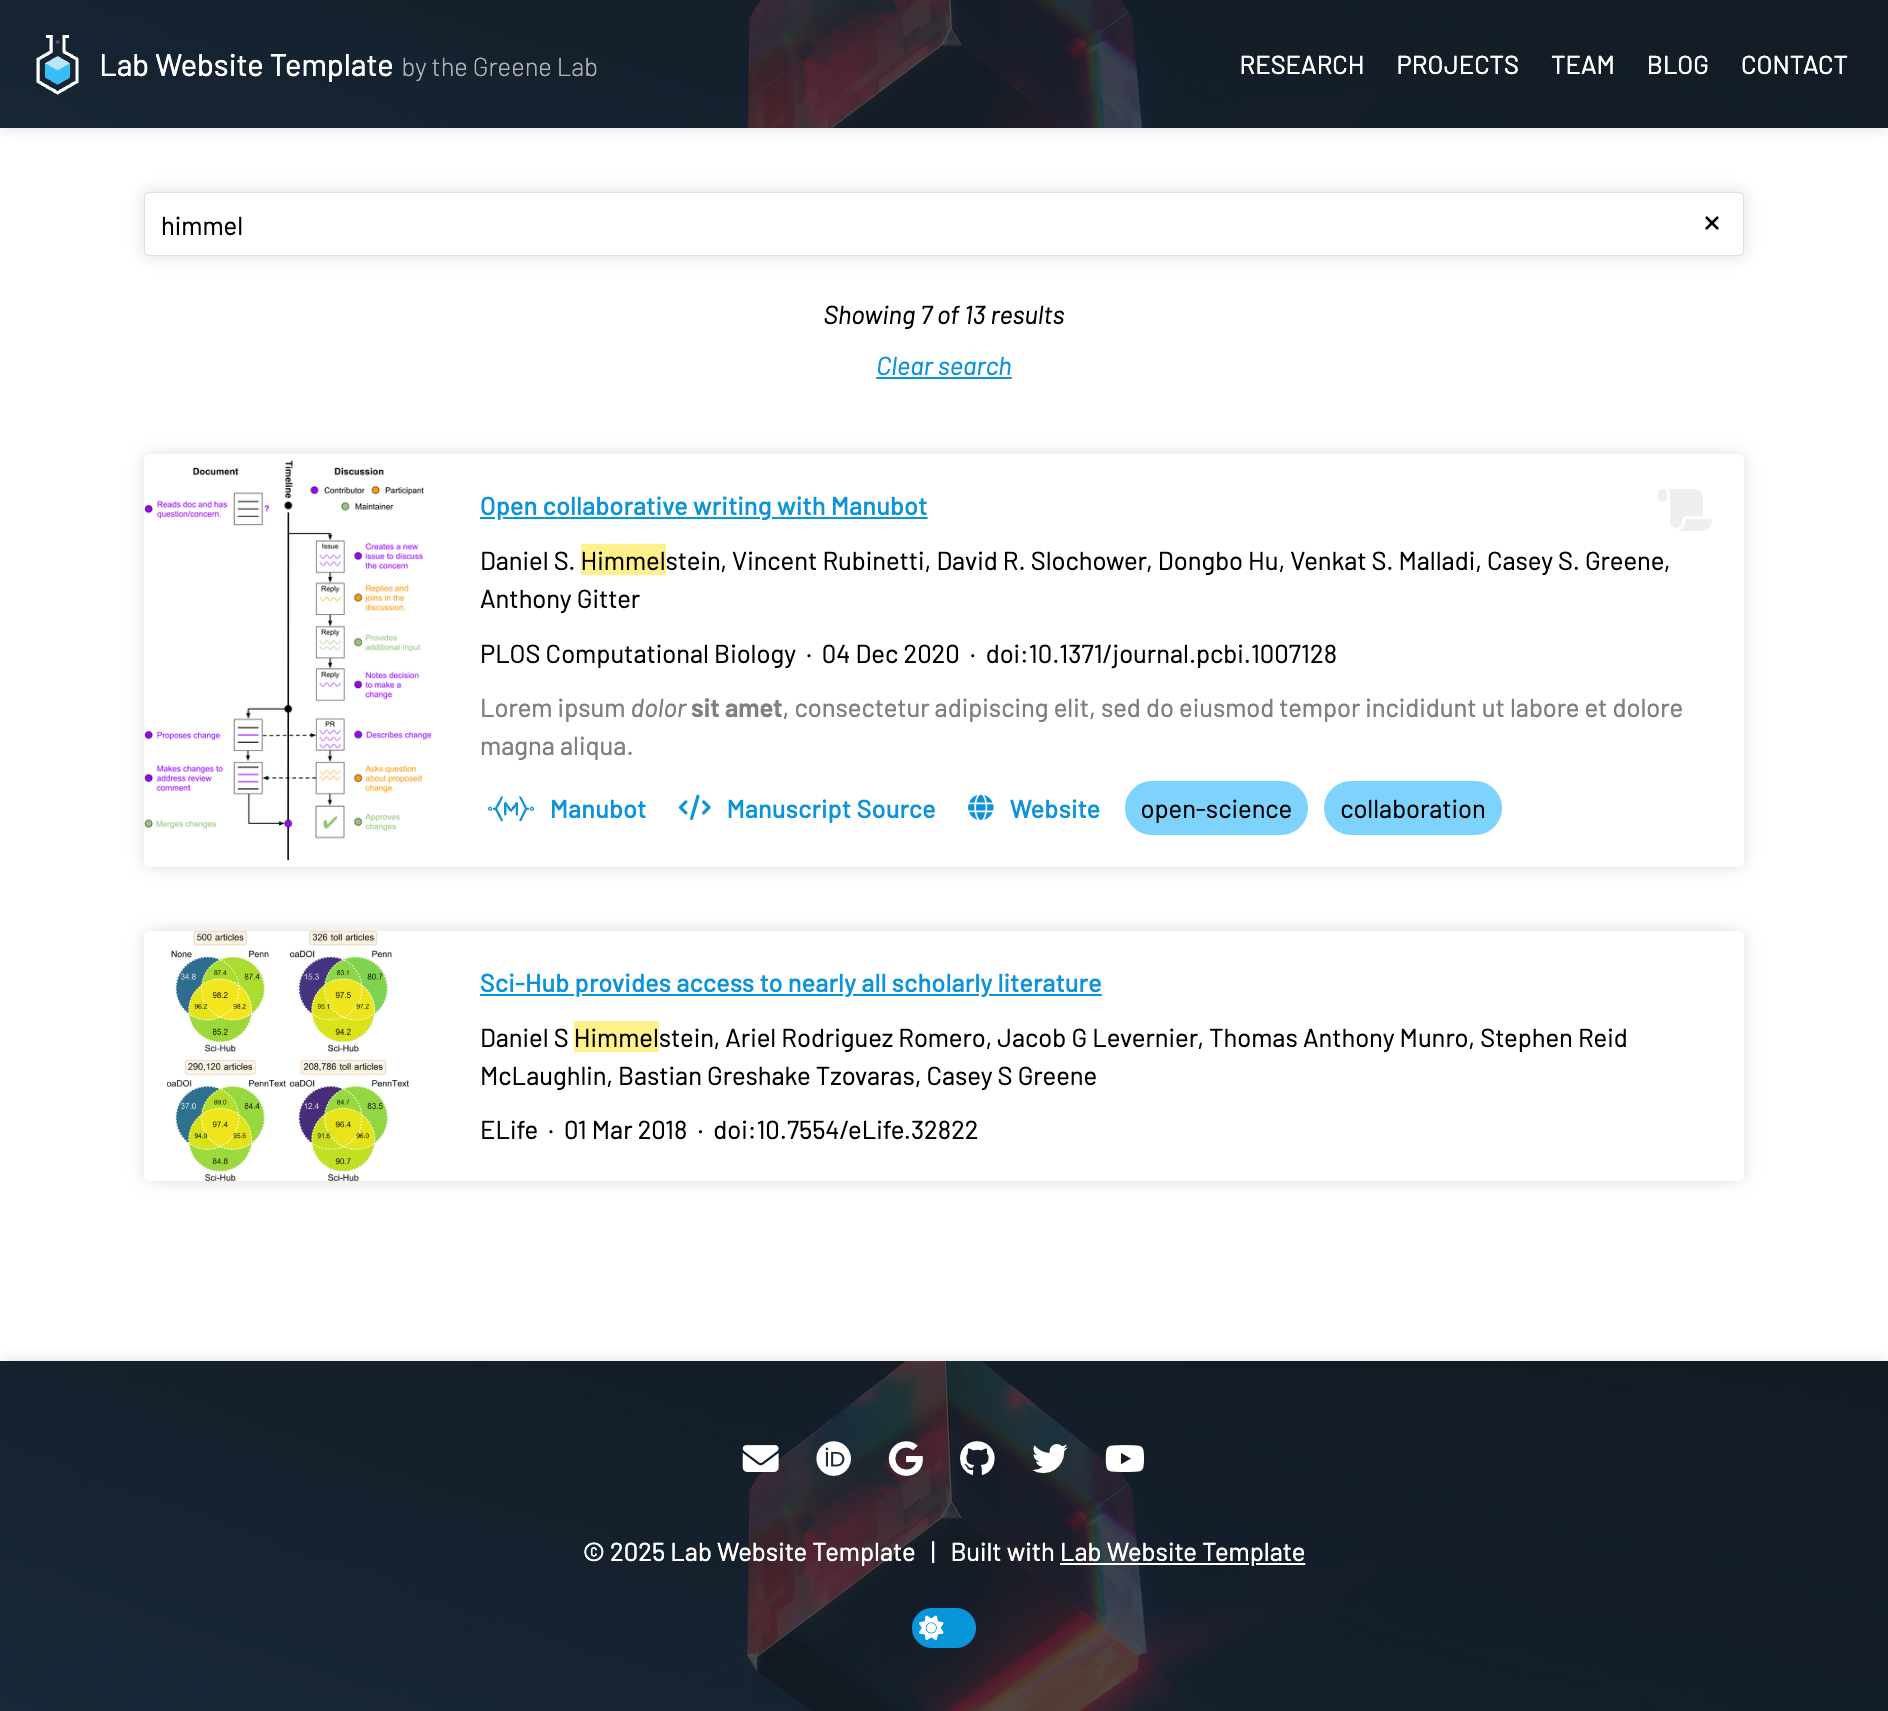 Lab Website Template by the Greene Lab
RESEARCH PROJECTS TEAM BLOG CONTACT
himmel
Showing 7 of 13 results
Clear search
Document
Timeline
Discussion
Contributor Participant
Maintainer
Reads doc and has
question/concern.
?
Issue
Creates a new
issue to discuss
the concern
Reply
Replies and
joins in the
discussion.
Reply
Provides
additional input
Reply
Notes decision
to make a
change
Proposes change
PR
Describes change
Makes changes to
address review
comment
Asks question
about proposed
change
Merges changes
Approves
changes
Open collaborative writing with Manubot
Daniel S. Himmelstein, Vincent Rubinetti, David R. Slochower, Dongbo Hu, Venkat S. Malladi, Casey S. Greene,
Anthony Gitter
PLOS Computational Biology · 04 Dec 2020 · doi:10.1371/journal.pcbi.1007128
Lorem ipsum dolor sit amet, consectetur adipiscing elit, sed do eiusmod tempor incididunt ut labore et dolore
magna aliqua.
M Manubot </> Manuscript Source Website open-science collaboration
500 articles
None Penn
34.8 87.4 87.4
98.2
96.2 98.2
85.2
Sci-Hub
326 toll articles
oaDOI Penn
15.3 83.1 80.7
97.5
95.1 97.2
94.2
Sci-Hub
290,120 articles
oaDOI PennText
37.0 89.0 84.4
97.4
94.0 95.6
84.8
Sci-Hub
208,786 toll articles
oaDOI PennText
12.4 84.7 83.5
96.4
91.5 96.0
90.7
Sci-Hub
Sci-Hub provides access to nearly all scholarly literature
Daniel S Himmelstein, Ariel Rodriguez Romero, Jacob G Levernier, Thomas Anthony Munro, Stephen Reid
McLaughlin, Bastian Greshake Tzovaras, Casey S Greene
ELife · 01 Mar 2018 · doi:10.7554/eLife.32822
iD G
© 2025 Lab Website Template | Built with Lab Website Template